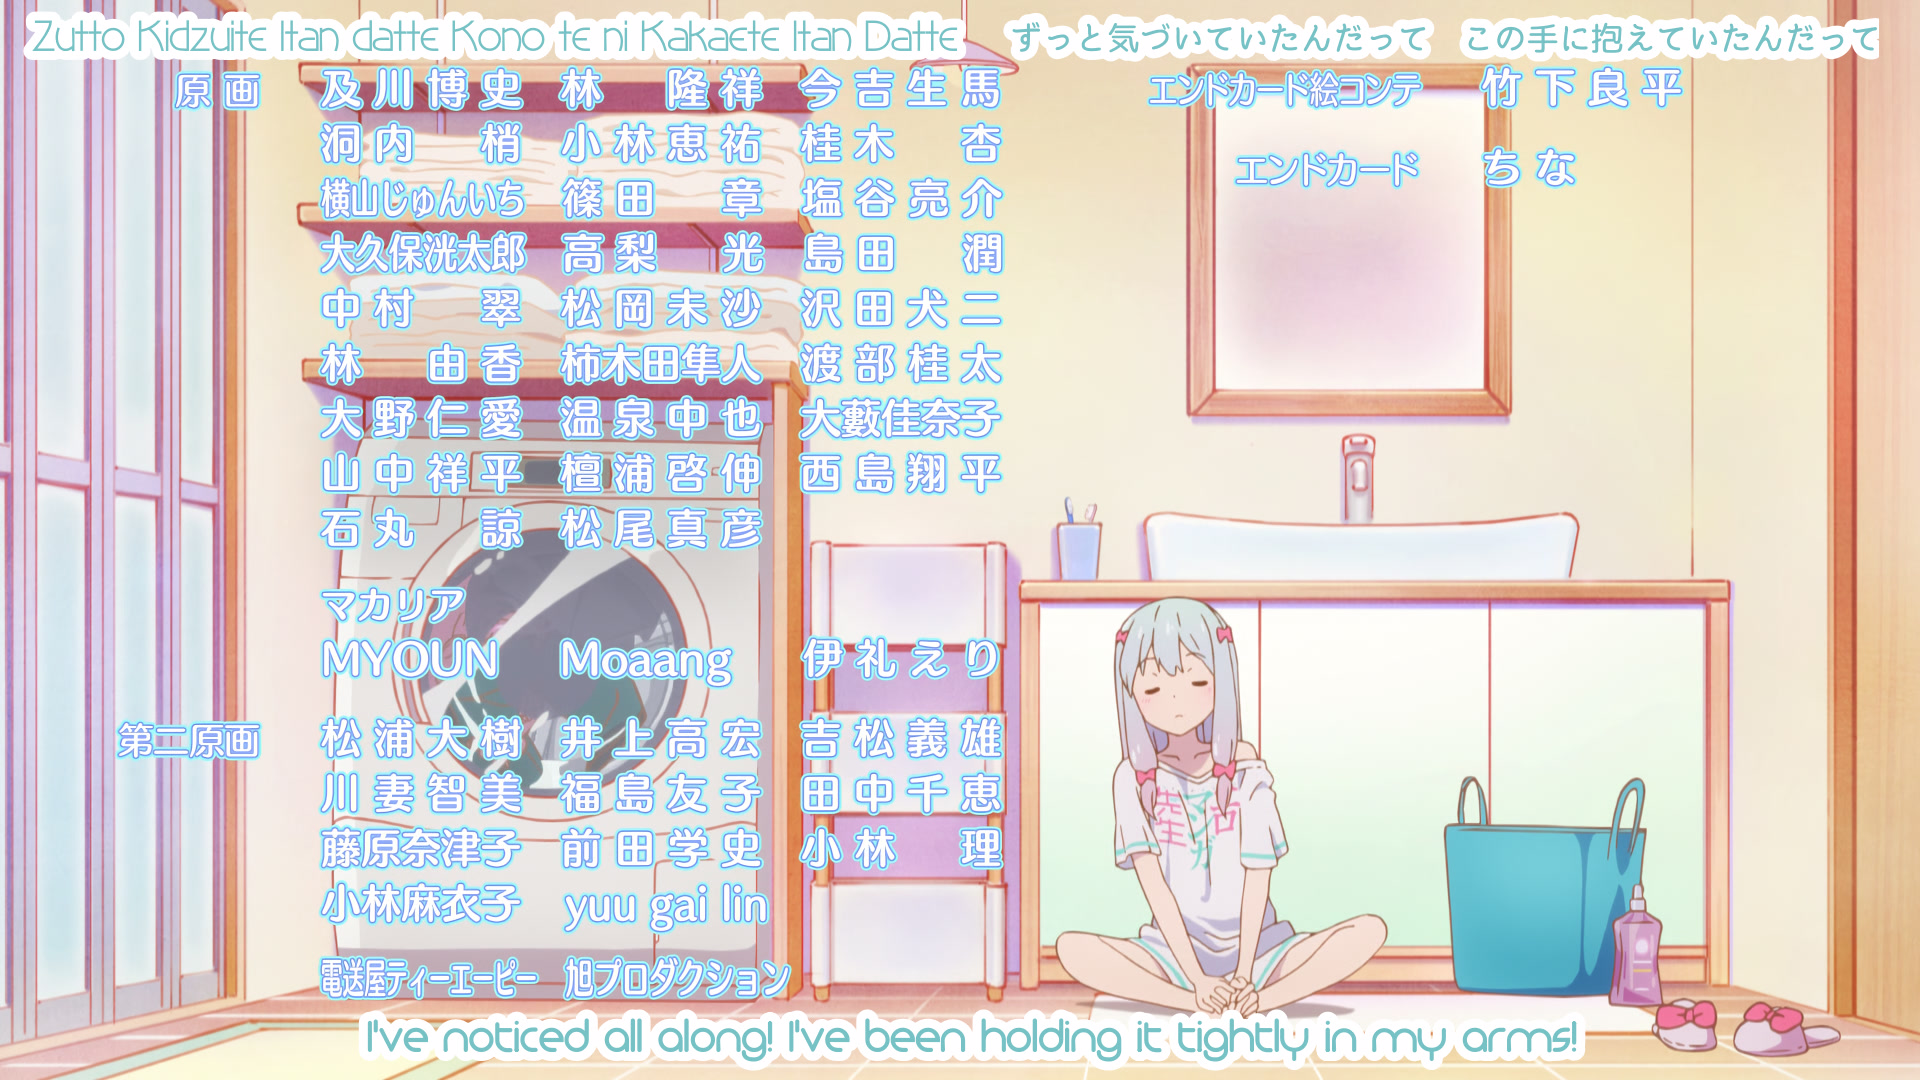 Zutto Kidzuite Itan datte Kono te ni Kakaete Itan Datte
ずっと気づいていたんだって　この手に抱えていたんだって
原画
及川博史　林　隆祥　今吉生馬
洞内　梢　小林恵祐　桂木　杏
横山じゅんいち　篠田　章　塩谷亮介
大久保洸太郎　高梨　光　島田　潤
中村　翠　松岡未沙　沢田犬二
林　由香　柿木田隼人　渡部桂太
大野仁愛　温泉中也　大藪佳奈子
山中祥平　檀浦啓伸　西島翔平
石丸　諒　松尾真彦
マカリア
MYOUN　Moaang　伊礼えり
第二原画
松浦大樹　井上高宏　吉松義雄
川妻智美　福島友子　田中千恵
藤原奈津子　前田学史　小林　理
小林麻衣子　yuu gai lin
電送屋ティーエーピー　旭プロダクション
エンドカード絵コンテ　竹下良平
エンドカード　ちな
エロ
マンガ
先生
I've noticed all along! I've been holding it tightly in my arms!